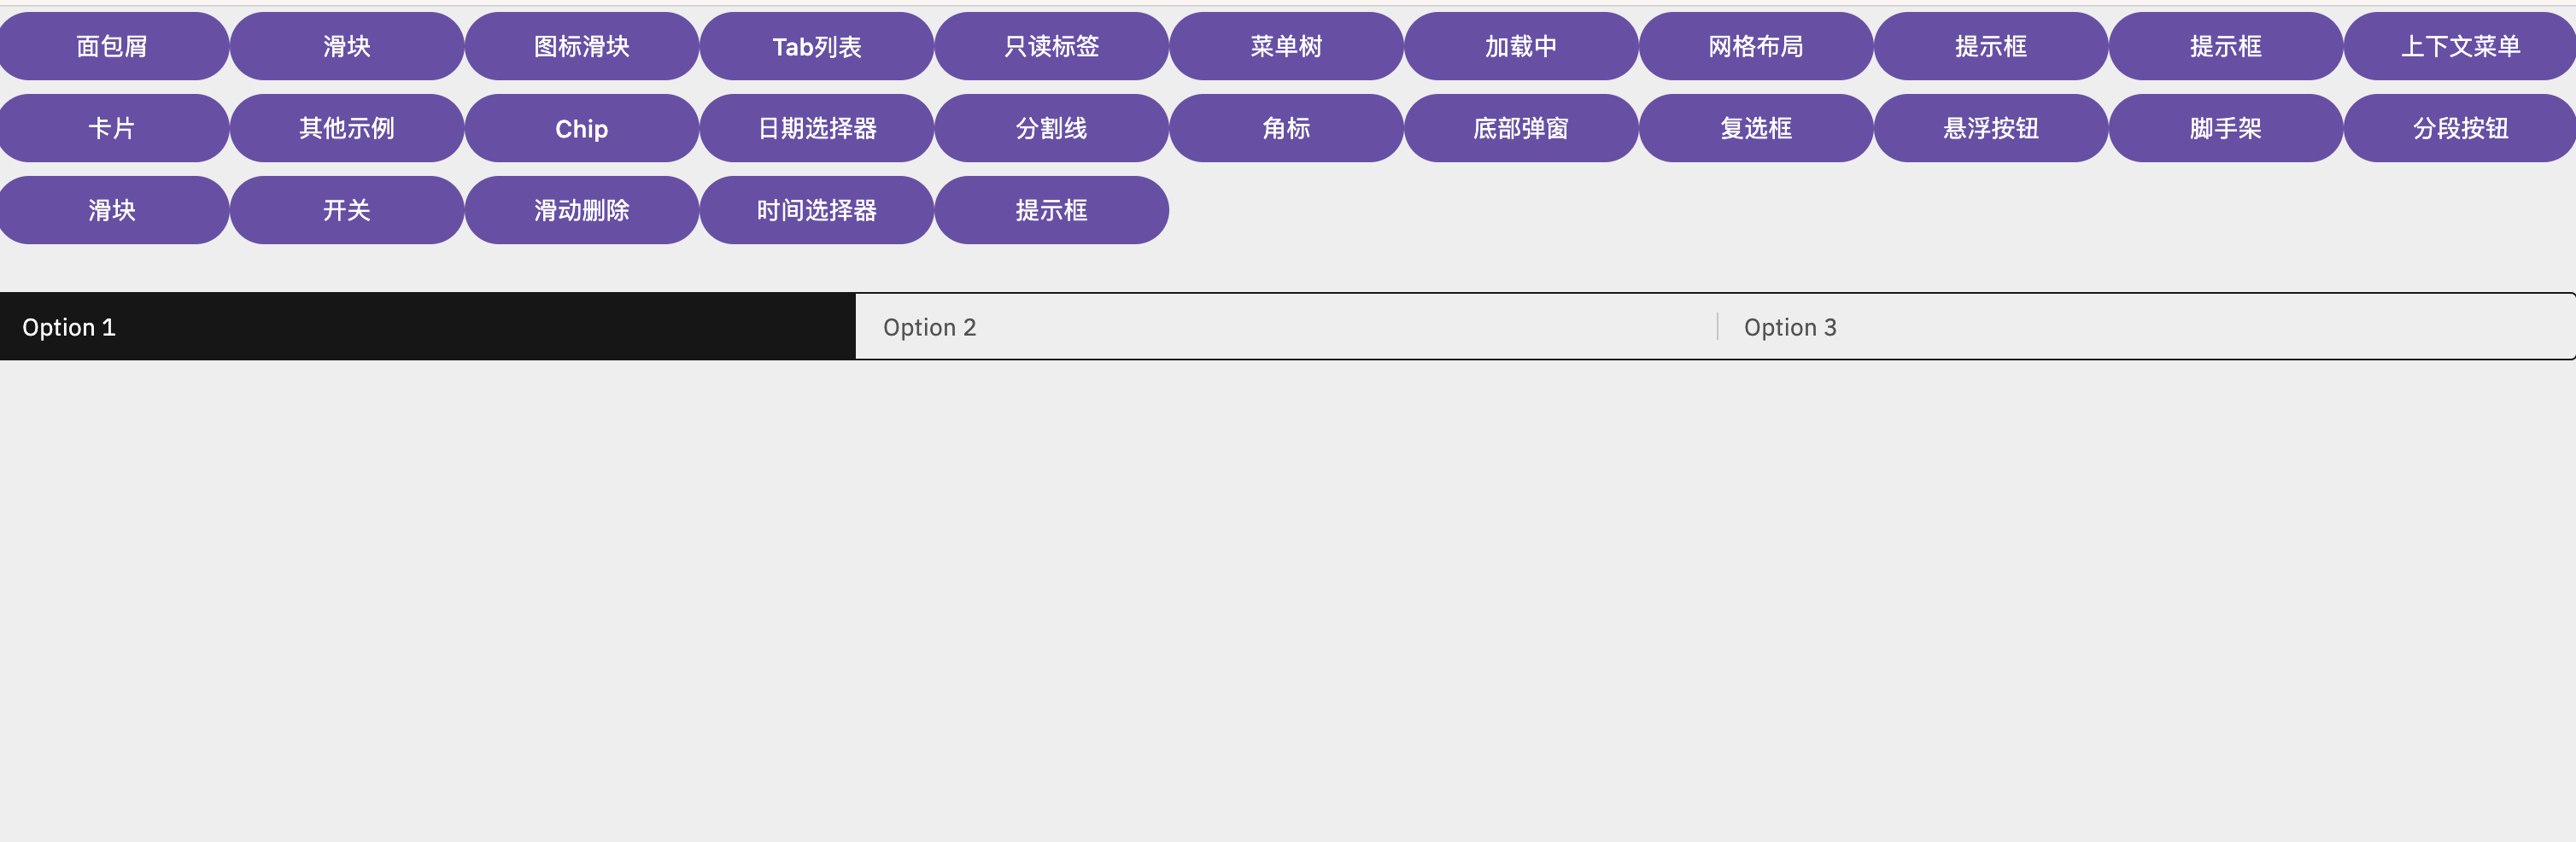 面包屑 滑块 图标滑块 Tab列表 只读标签 菜单树 加载中 网格布局 提示框 提示框 上下文菜单
卡片 其他示例 Chip 日期选择器 分割线 角标 底部弹窗 复选框 悬浮按钮 脚手架 分段按钮
滑块 开关 滑动删除 时间选择器 提示框
Option 1 Option 2 Option 3